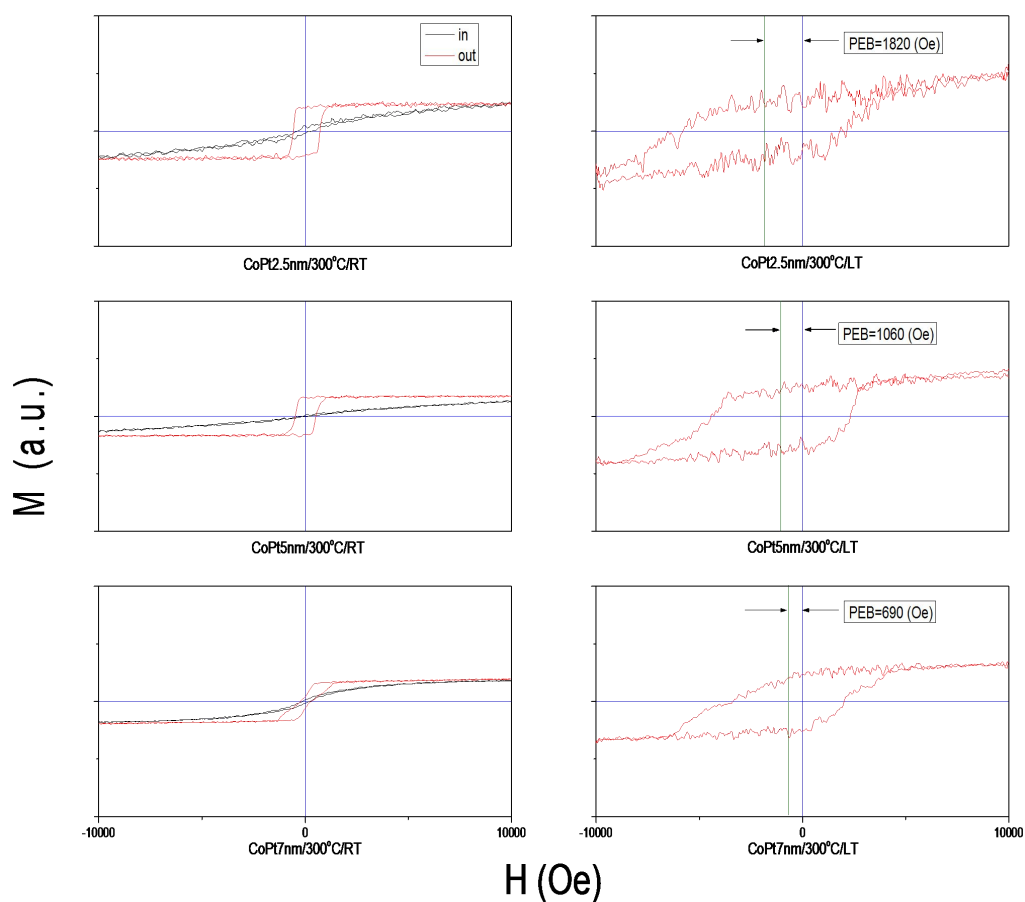 in
out
PEB=1820 (Oe)
CoPt2.5nm/300°C/RT
CoPt2.5nm/300°C/LT
PEB=1060 (Oe)
M (a.u.)
CoPt5nm/300°C/RT
CoPt5nm/300°C/LT
PEB=690 (Oe)
-10000 0 10000 -10000 0 10000
CoPt7nm/300°C/RT
CoPt7nm/300°C/LT
H (Oe)